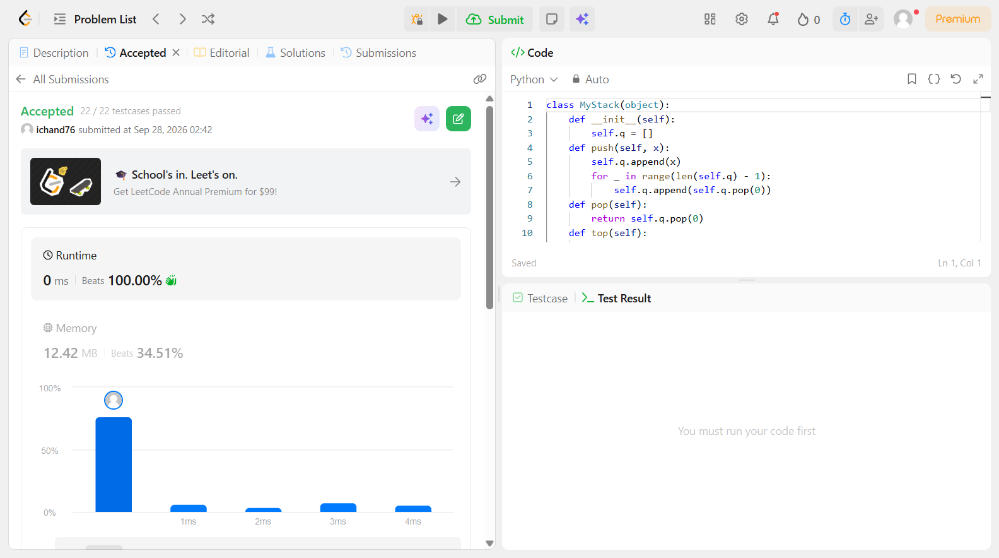 Problem List
Submit
0
Premium
Description
Accepted
Editorial
Solutions
Submissions
All Submissions
Accepted 22 / 22 testcases passed
ichand76 submitted at Sep 28, 2026 02:42
School's in. Leet's on.
Get LeetCode Annual Premium for $99!
Runtime
0 ms Beats 100.00%
Memory
12.42 MB Beats 34.51%
100%
50%
0%
1ms 2ms 3ms 4ms
</> Code
Python Auto
1 class MyStack(object):
2 def __init__(self):
3 self.q = []
4 def push(self, x):
5 self.q.append(x)
6 for _ in range(len(self.q) - 1):
7 self.q.append(self.q.pop(0))
8 def pop(self):
9 return self.q.pop(0)
10 def top(self):
Saved
Ln 1, Col 1
Testcase
Test Result
You must run your code first